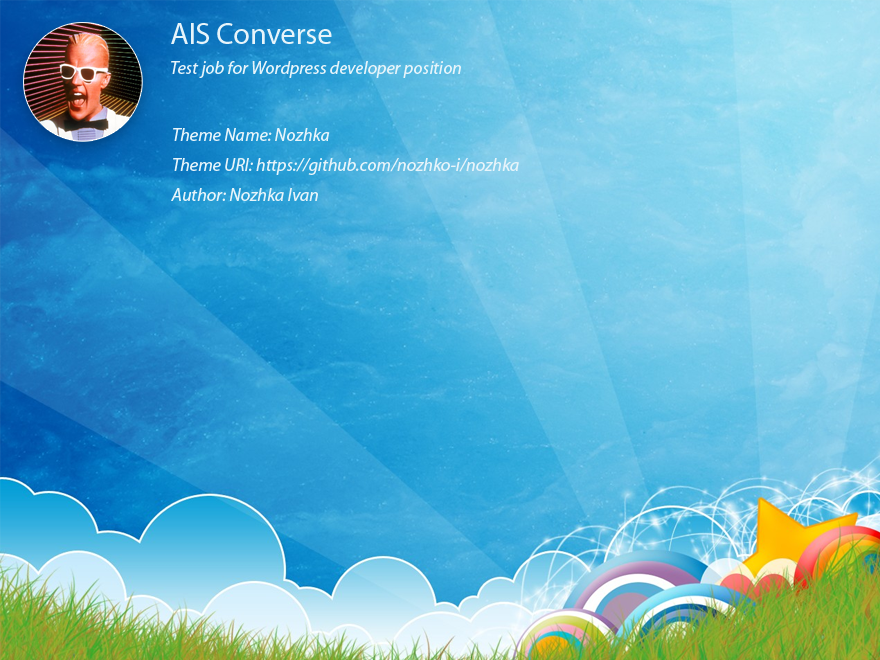 AIS Converse
Test job for Wordpress developer position
Theme Name: Nozhka
Theme URI: https://github.com/nozhko-i/nozhka
Author: Nozhka Ivan